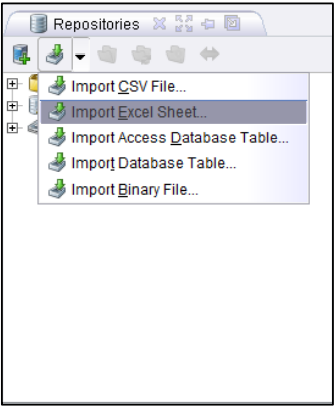 Repositories
Import CSV File...
Import Excel Sheet...
Import Access Database Table...
Import Database Table...
Import Binary File...